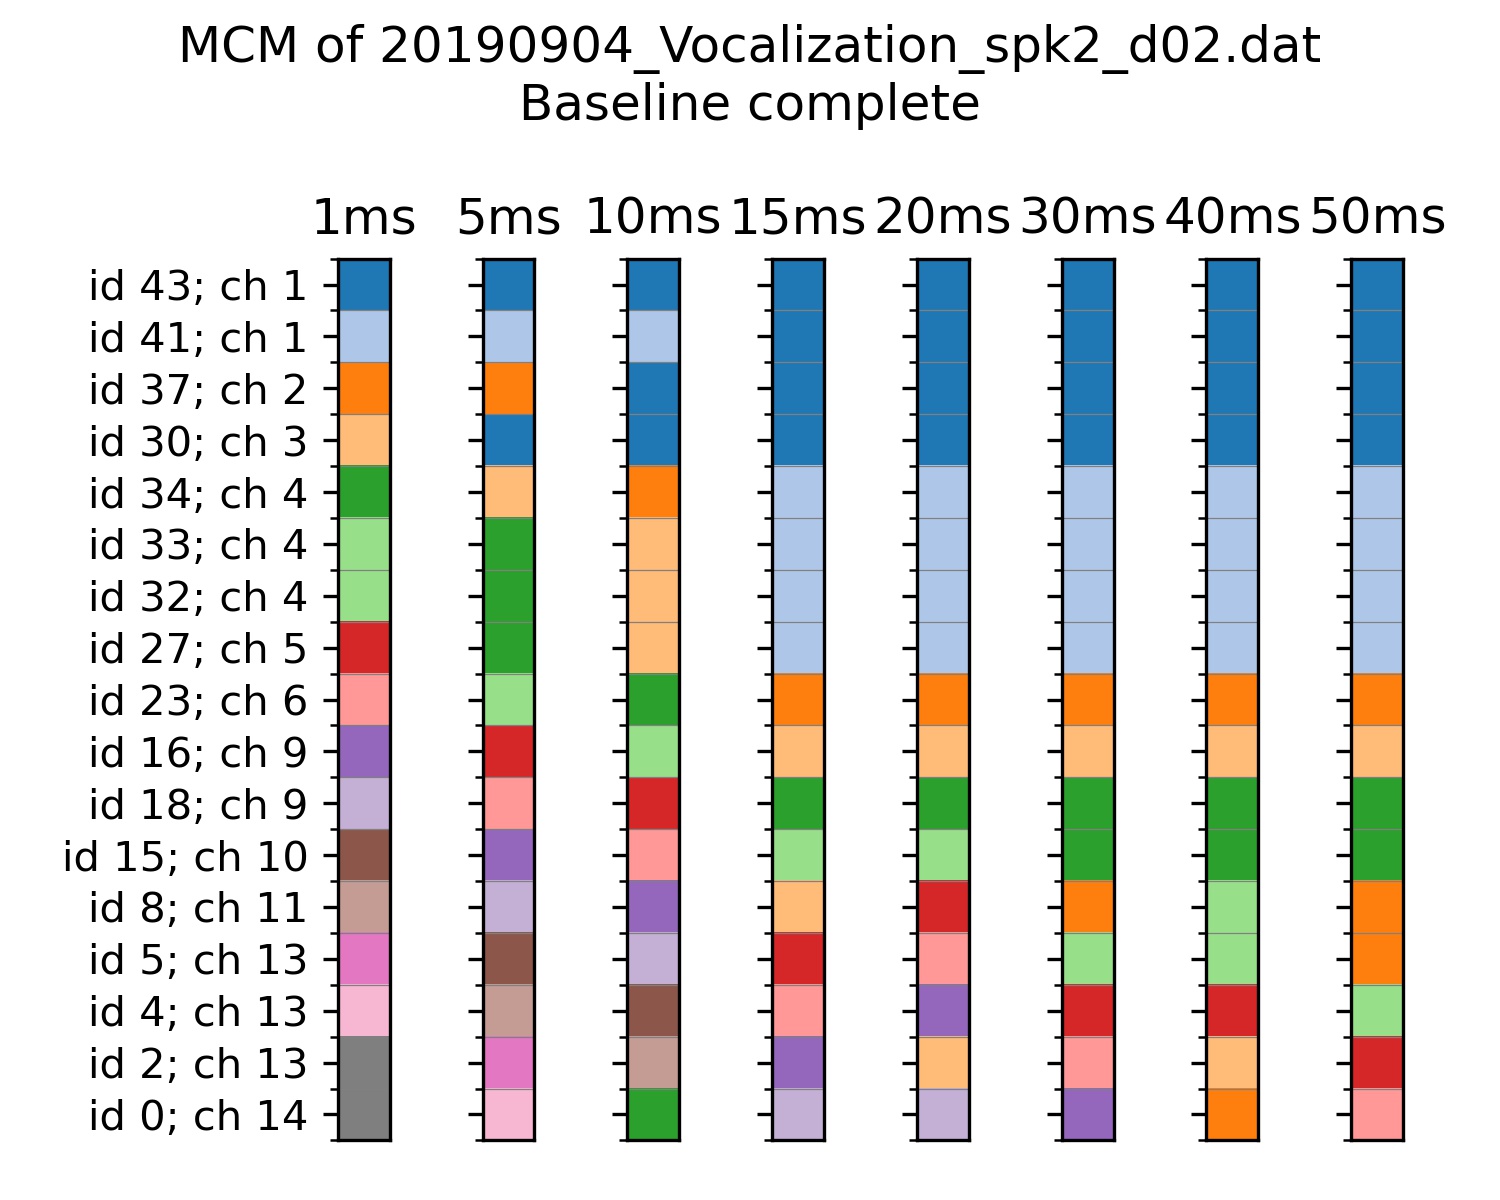 MCM of 20190904_Vocalization_spk2_d02.dat
Baseline complete
1ms 5ms 10ms 15ms 20ms 30ms 40ms 50ms
id 43; ch 1
id 41; ch 1
id 37; ch 2
id 30; ch 3
id 34; ch 4
id 33; ch 4
id 32; ch 4
id 27; ch 5
id 23; ch 6
id 16; ch 9
id 18; ch 9
id 15; ch 10
id 8; ch 11
id 5; ch 13
id 4; ch 13
id 2; ch 13
id 0; ch 14